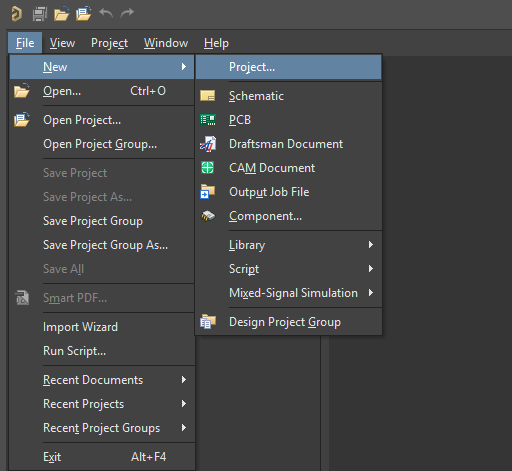 File View Project Window Help
New
Open... Ctrl+O
Open Project...
Open Project Group...
Save Project
Save Project As...
Save Project Group
Save Project Group As...
Save All
Smart PDF...
Import Wizard
Run Script...
Recent Documents
Recent Projects
Recent Project Groups
Exit Alt+F4
Project...
Schematic
PCB
Draftsman Document
CAM Document
Output Job File
Component...
Library
Script
Mixed-Signal Simulation
Design Project Group